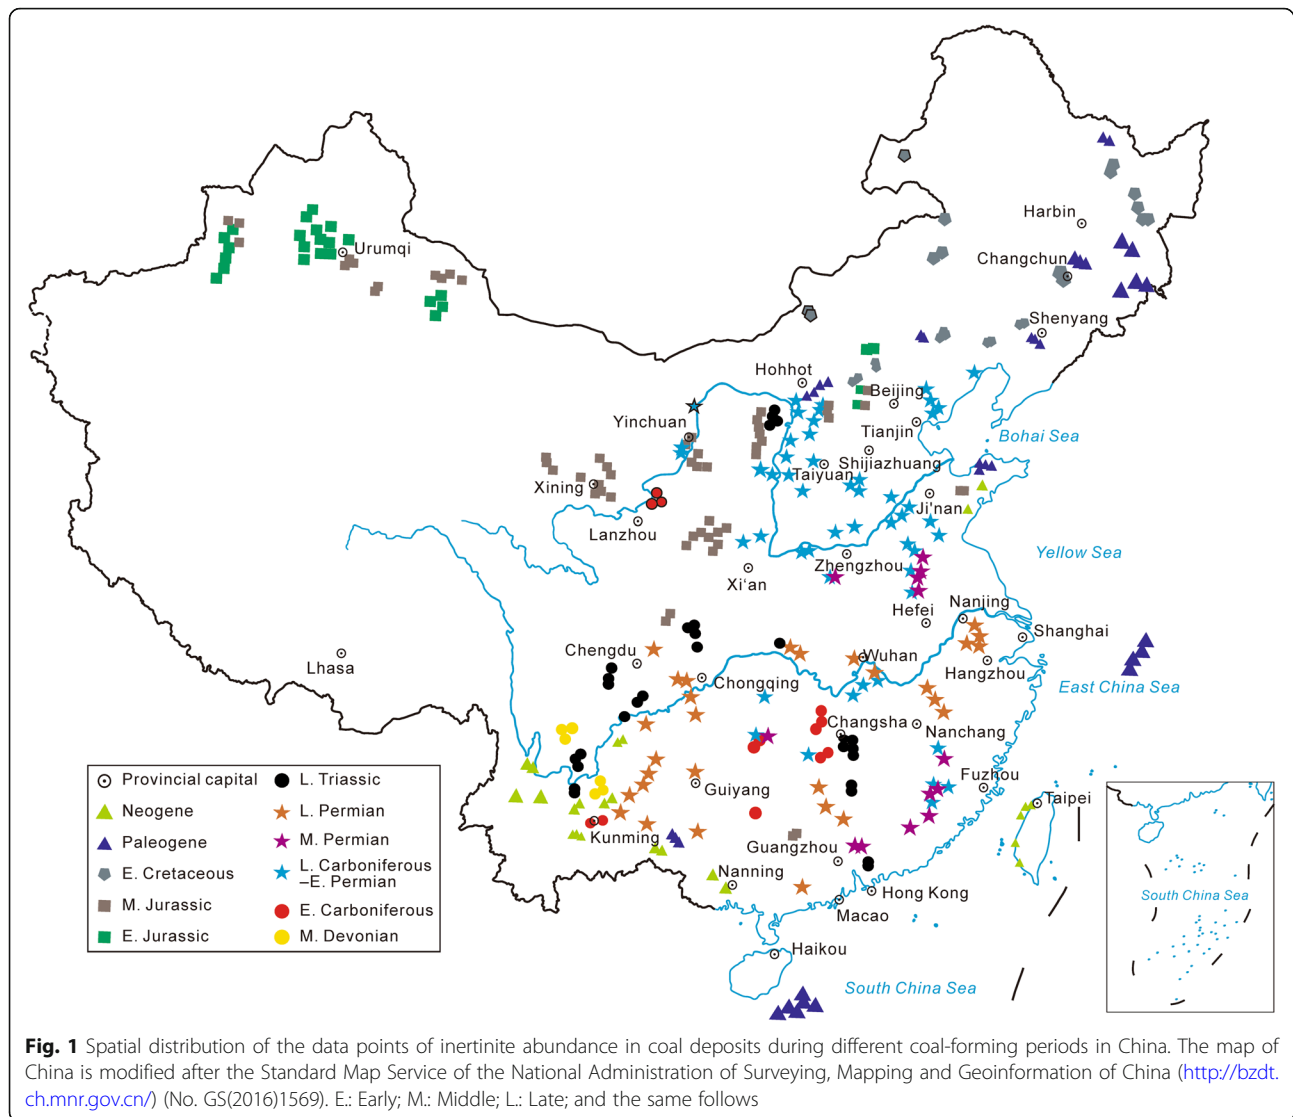 Harbin
Changchun
Urumqi
Shenyang
Hohhot
Beijing
Yinchuan
Tianjin
Bohai Sea
Shijiazhuang
Taiyuan
Xining
Ji'nan
Lanzhou
Yellow Sea
Zhengzhou
Xi'an
Nanjing
Hefei
Shanghai
Chengdu
Wuhan
Lhasa
Hangzhou
Chongqing
East China Sea
Changsha
Nanchang
Fuzhou
Guiyang
Taipei
Kunming
Guangzhou
Nanning
Hong Kong
Macao
Haikou
South China Sea
South China Sea
Provincial capital
Neogene
Paleogene
E. Cretaceous
M. Jurassic
E. Jurassic
L. Triassic
L. Permian
M. Permian
L. Carboniferous
–E. Permian
E. Carboniferous
M. Devonian
Fig. 1 Spatial distribution of the data points of inertinite abundance in coal deposits during different coal-forming periods in China. The map of
China is modified after the Standard Map Service of the National Administration of Surveying, Mapping and Geoinformation of China (http://bzdt.
ch.mnr.gov.cn/) (No. GS(2016)1569). E.: Early; M.: Middle; L.: Late; and the same follows